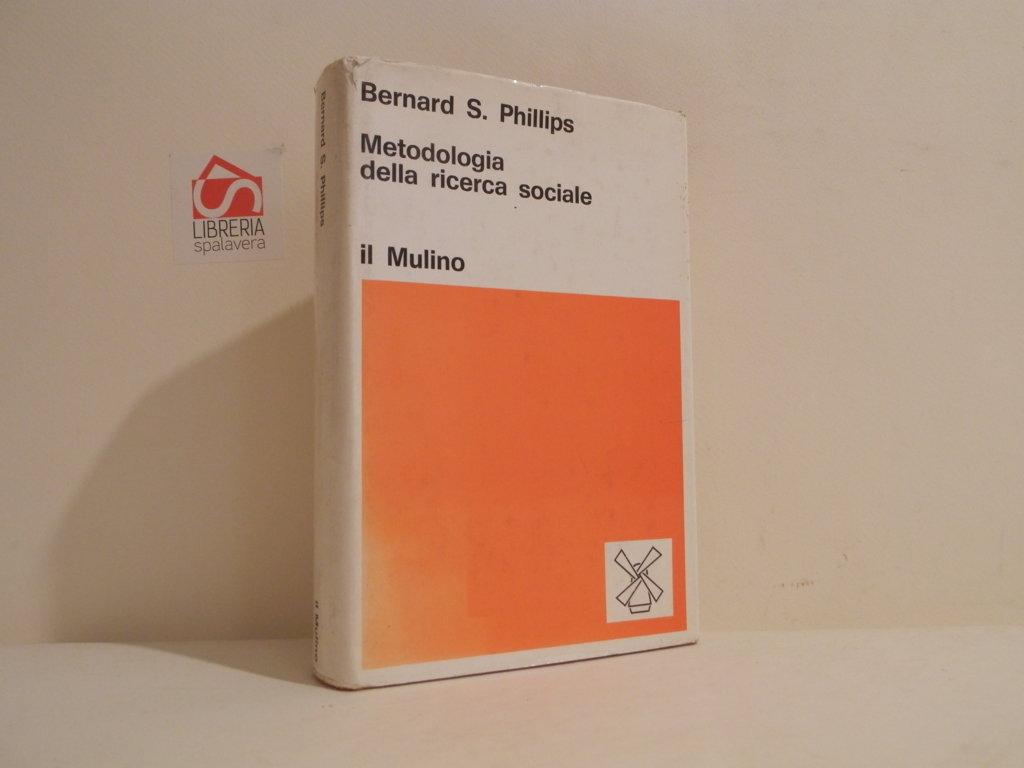 Bernard S. Phillips
Metodologia
della ricerca sociale
il Mulino
Bernard S. Phillips
il Mulino
LIBRERIA
spalavera